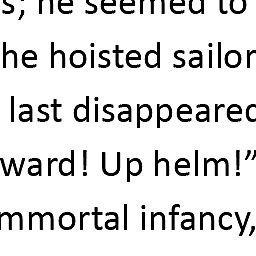 s; he seemed to
he hoisted sailor
last disappeared
ward! Up helm!”
mmortal infancy,